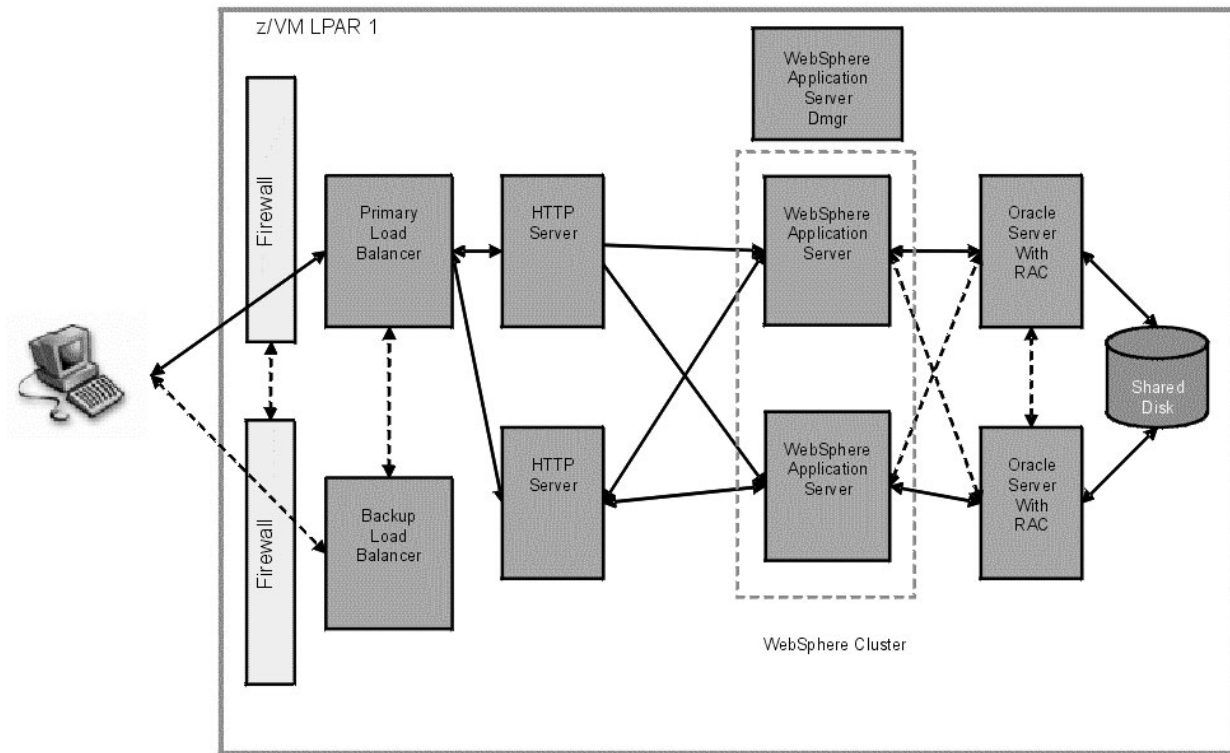 z/VM LPAR 1
WebSphere
Application
Server
Dmgr
Firewall
Primary
Load
Balancer
HTTP
Server
WebSphere
Application
Server
Oracle
Server
With
RAC
Shared
Disk
Firewall
Backup
Load
Balancer
HTTP
Server
WebSphere
Application
Server
Oracle
Server
With
RAC
WebSphere Cluster